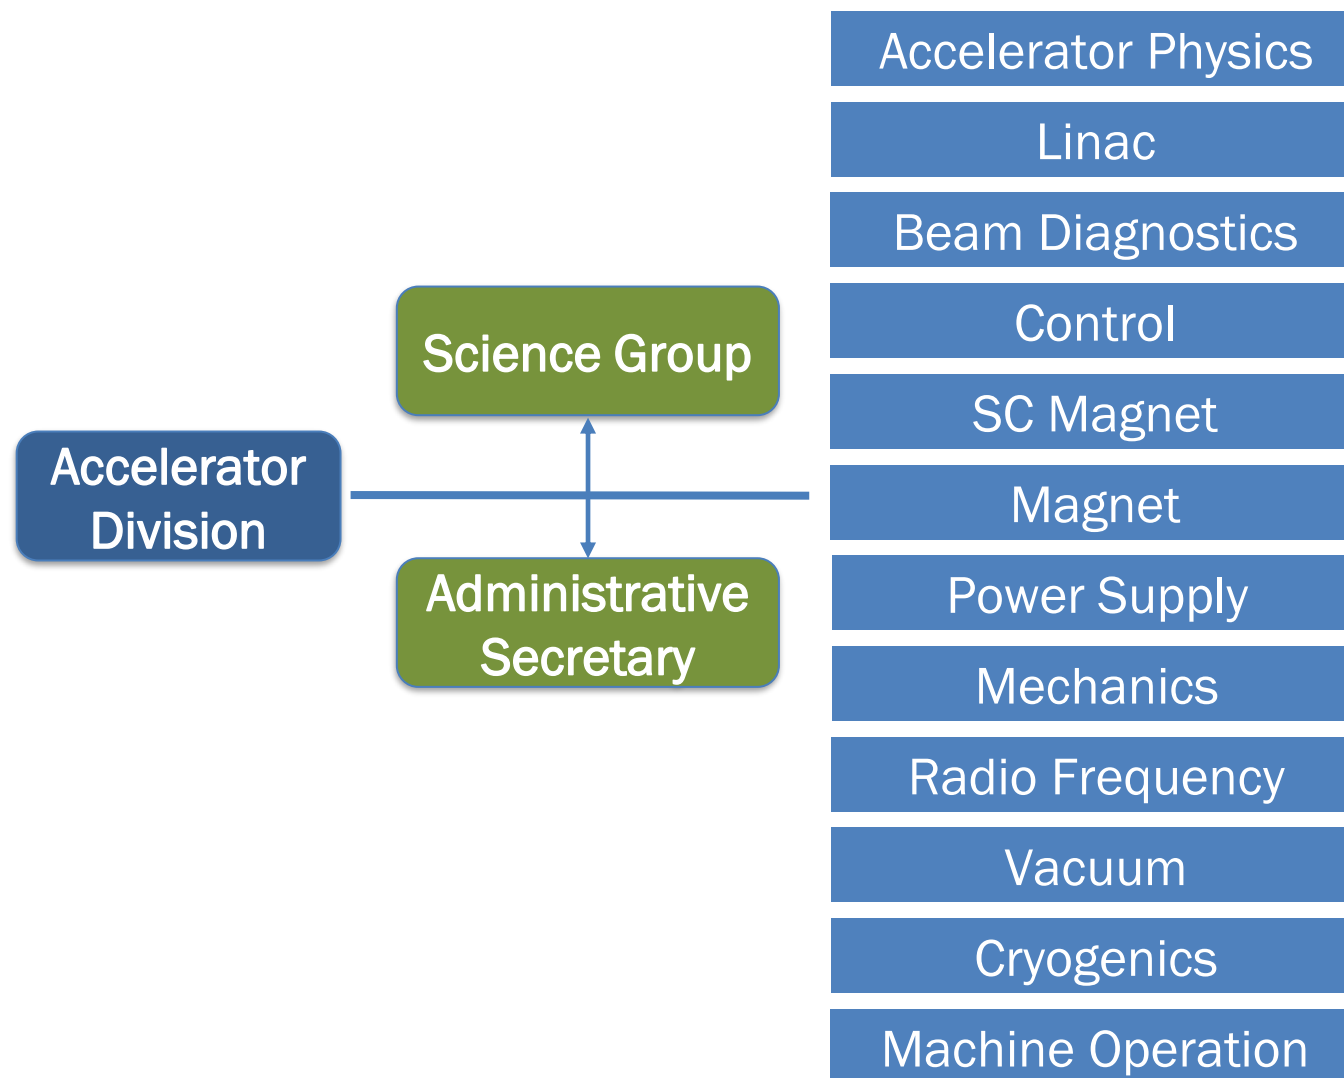 Accelerator
Division
Science Group
Administrative
Secretary
Accelerator Physics
Linac
Beam Diagnostics
Control
SC Magnet
Magnet
Power Supply
Mechanics
Radio Frequency
Vacuum
Cryogenics
Machine Operation